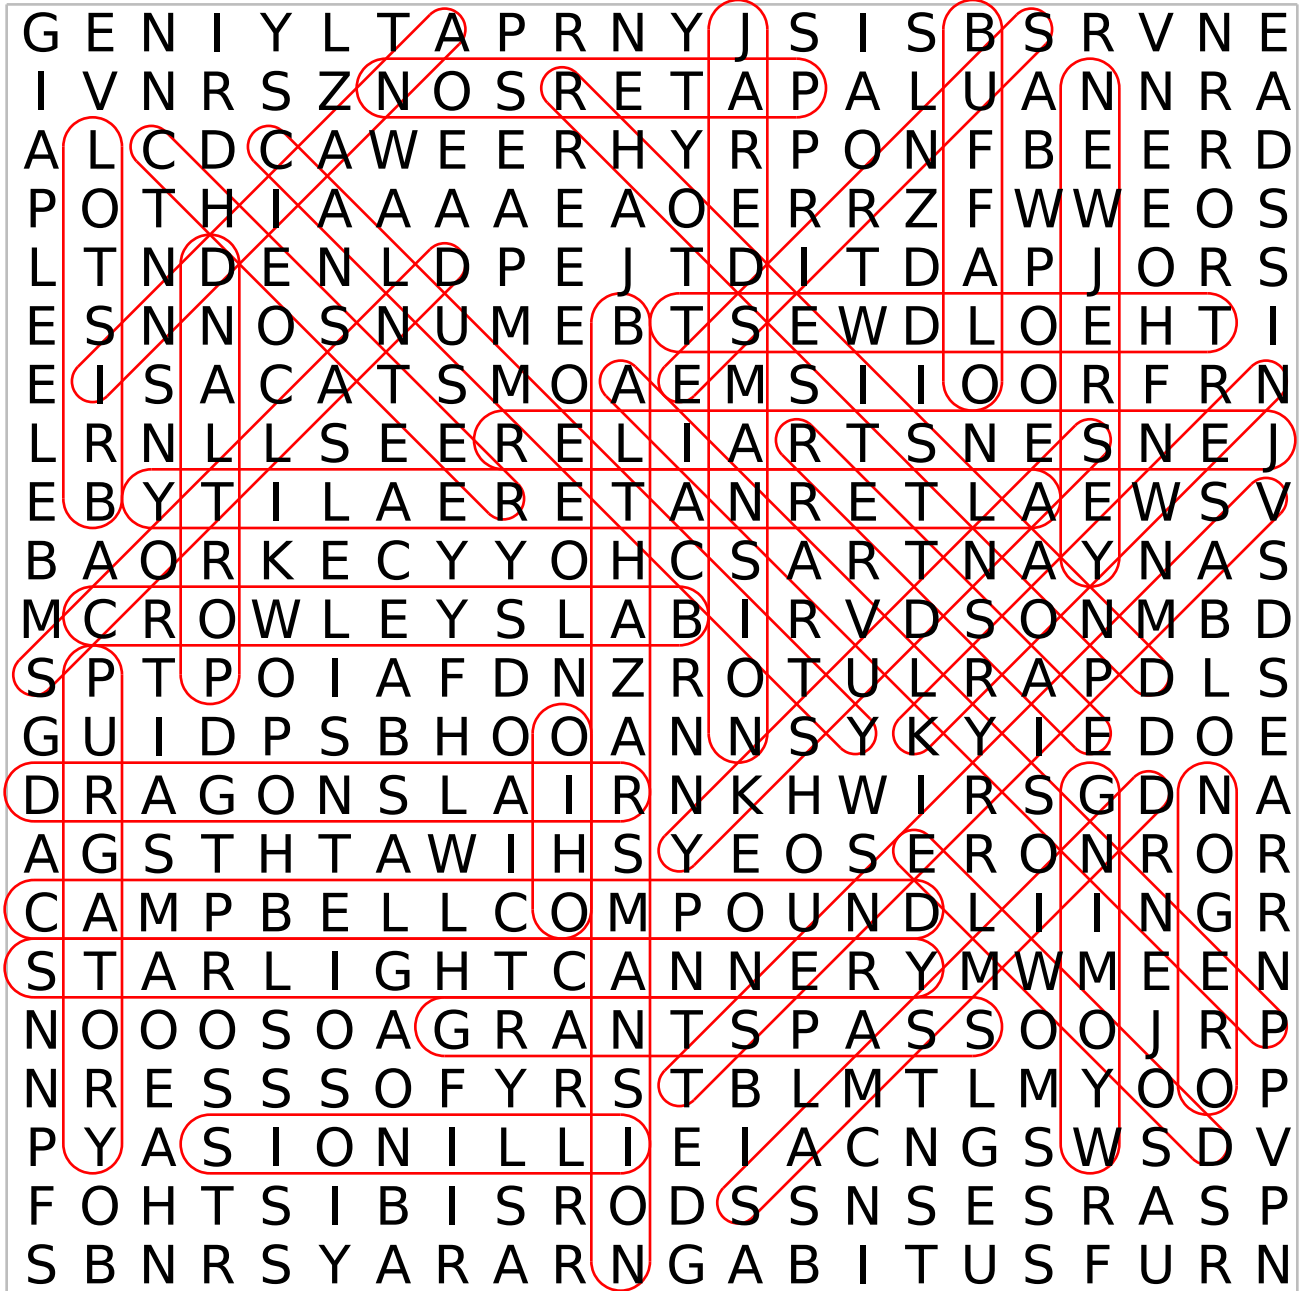 G E N I Y L T A P R N Y J S I S B S R V N E
I V N R S Z N O S R E T A P A L U A N N R A
A L C D C A W E E R H Y R P O N F B E E R D
P O T H I A A A A E A O E R R Z F W W E O S
L T N D E N L D P E J T D I T D A P J O R S
E S N N O S N U M E B T S E W D L O E H T I
E I S A C A T S M O A E M S I I O O R F R N
L R N L L S E E R E L I A R T S N E S N E J
E B Y T I L A E R E T A N R E T L A E W S V
B A O R K E C Y Y O H C S A R T N A Y N A S
M C R O W L E Y S L A B I R V D S O N M B D
S P T P O I A F D N Z R O T U L R A P D L S
G U I D P S B H O O A N N S Y K Y I E D O E
D R A G O N S L A I R N K H W I R S G D N A
A G S T H T A W I H S Y E O S E R O N R O R
C A M P B E L L C O M P O U N D L I I N G R
S T A R L I G H T C A N N E R Y M W M E E N
N O O O S O A G R A N T S P A S S O O J R P
N R E S S S O F Y R S T B L M T L M Y O O P
P Y A S I O N I L L I E I A C N G S W S D V
F O H T S I B I S R O D S S N S E S R A S P
S B N R S Y A R A R N G A B I T U S F U R N